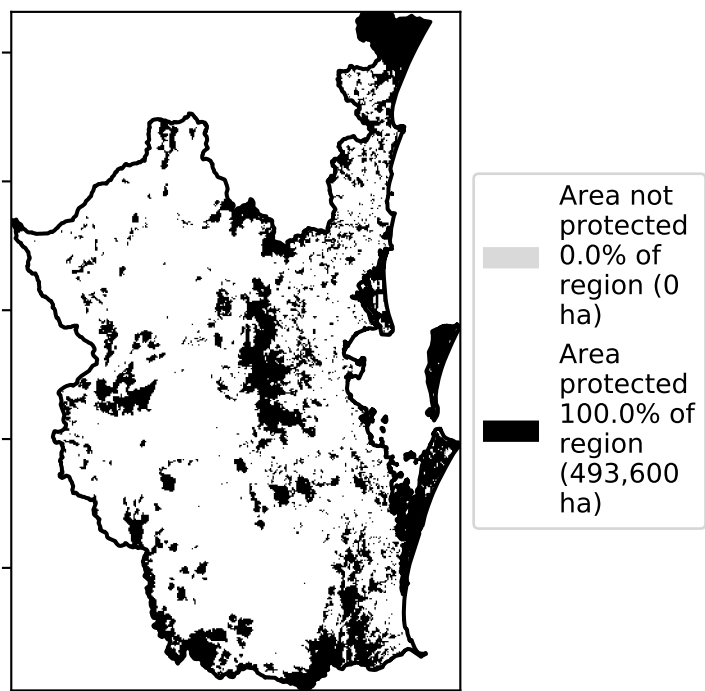 Area not
protected
0.0% of
region (0
ha)
Area
protected
100.0% of
region
(493,600
ha)